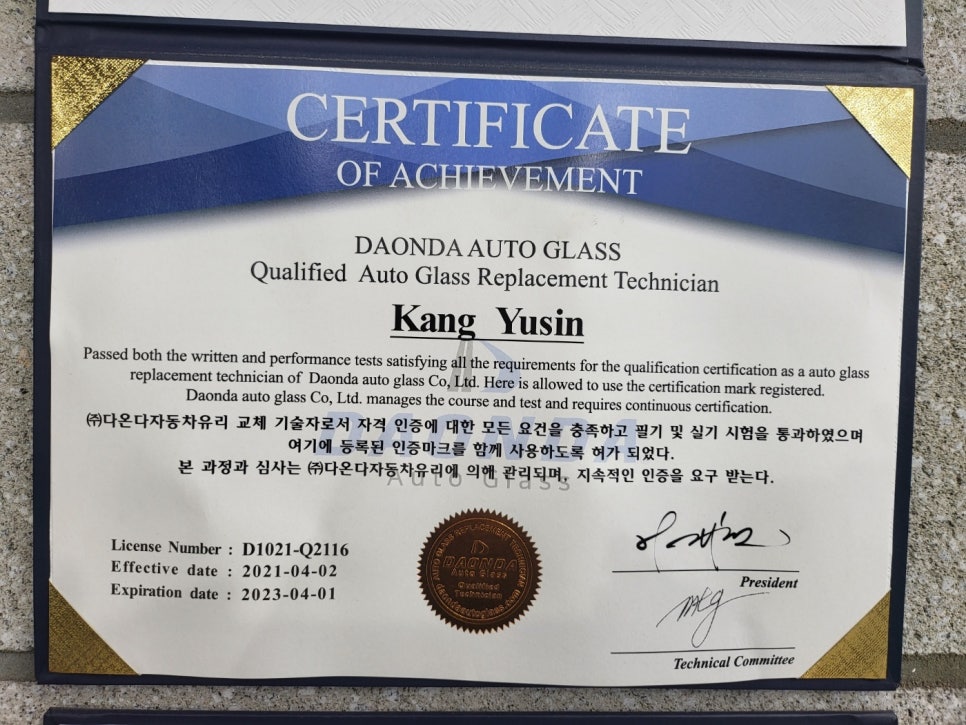 CERTIFICATE
OF ACHIEVEMENT
DAONDA AUTO GLASS
Qualified Auto Glass Replacement Technician
Kang Yusin
Passed both the written and performance tests satisfying all the requirements for the qualification certification as a auto glass
replacement technician of Daonda auto glass Co, Ltd. Here is allowed to use the certification mark registered.
Daonda auto glass Co, Ltd. manages the course and test and requires continuous certification.
㈜다온다자동차유리 교체 기술자로서 자격 인증에 대한 모든 요건을 충족하고 필기 및 실기 시험을 통과하였으며
여기에 등록된 인증마크를 함께 사용하도록 허가 되었다.
본 과정과 심사는 ㈜다온다자동차유리에 의해 관리되며, 지속적인 인증을 요구 받는다.
DAONDA
Auto Glass
License Number : D1021-Q2116
Effective date : 2021-04-02
Expiration date : 2023-04-01
AUTO GLASS REPLACEMENT TECHNICIAN
DAONDA
Auto Glass
Qualified
Technician
daondaautoglass.com
President
Technical Committee